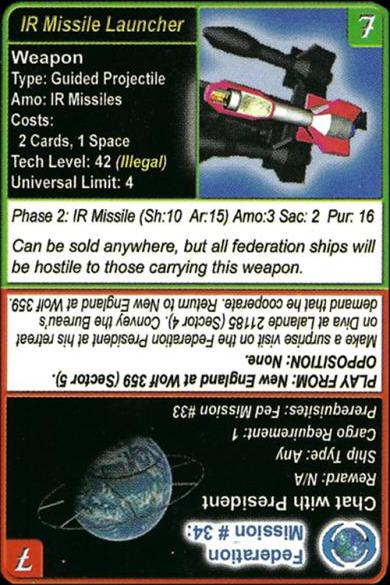 IR Missile Launcher
7
Weapon
Type: Guided Projectile
Amo: IR Missiles
Costs:
2 Cards, 1 Space
Tech Level: 42 (Illegal)
Universal Limit: 4
Phase 2: IR Missile (Sh:10 Ar:15) Amo:3 Sac: 2 Pur: 16
Can be sold anywhere, but all federation ships will
be hostile to those carrying this weapon.
7
Federation
Mission # 34:
Chat with President
Reward: N/A
Ship Type: Any
Cargo Requirement: 1
Prerequisites: Fed Mission #33
PLAY FROM: New England at Wolf 359 (Sector 5).
OPPOSITION: None.
Make a surprise visit on the Federation President at his retreat
on Diva at Lalande 21185 (Sector 4). Convey the Bureau's
demand that he cooperate. Return to New England at Wolf 359.